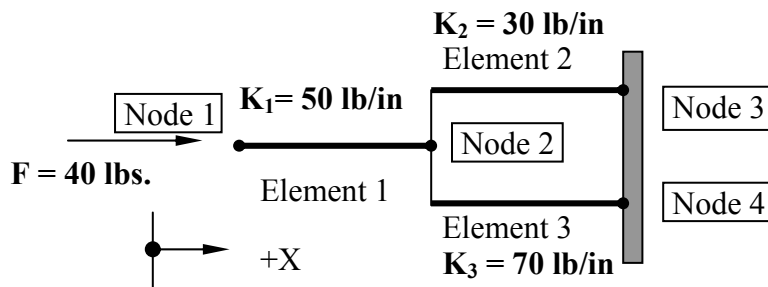 K2 = 30 lb/in
Element 2
Node 1
K1= 50 lb/in
Node 3
Node 2
F = 40 lbs.
Element 1
Node 4
Element 3
+X
K3 = 70 lb/in